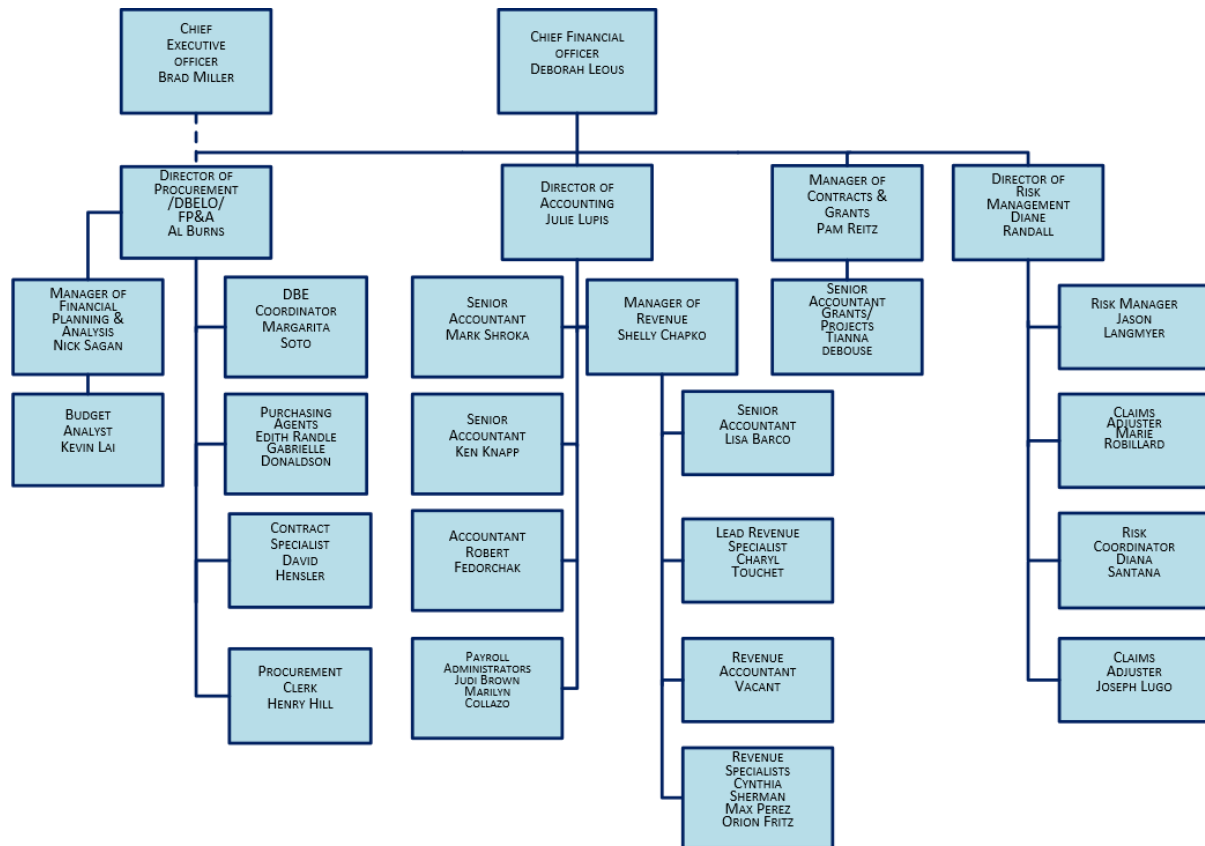 Chief
Executive
officer
Brad Miller
Chief Financial
officer
Deborah Leous
Director of
Procurement
/DBELO/
FP&A
Al Burns
Director of
Accounting
Julie Lupis
Manager of
Contracts &
Grants
Pam Reitz
Director of
Risk
Management
Diane
Randall
Manager of
Financial
Planning &
Analysis
Nick Sagan
Budget
Analyst
Kevin Lai
DBE
Coordinator
Margarita
Soto
Purchasing
Agents
Edith Randle
Gabrielle
Donaldson
Contract
Specialist
David
Hensler
Procurement
Clerk
Henry Hill
Senior
Accountant
Mark Shroka
Senior
Accountant
Ken Knapp
Accountant
Robert
Fedorchak
Payroll
Administrators
Judi Brown
Marilyn
Collazo
Manager of
Revenue
Shelly Chapko
Senior
Accountant
Lisa Barco
Lead Revenue
Specialist
Charyl
Touchet
Revenue
Accountant
Vacant
Revenue
Specialists
Cynthia
Sherman
Max Perez
Orion Fritz
Senior
Accountant
Grants/
Projects
Tianna
debouse
Risk Manager
Jason
Langmyer
Claims
Adjuster
Marie
Robillard
Risk
Coordinator
Diana
Santana
Claims
Adjuster
Joseph Lugo